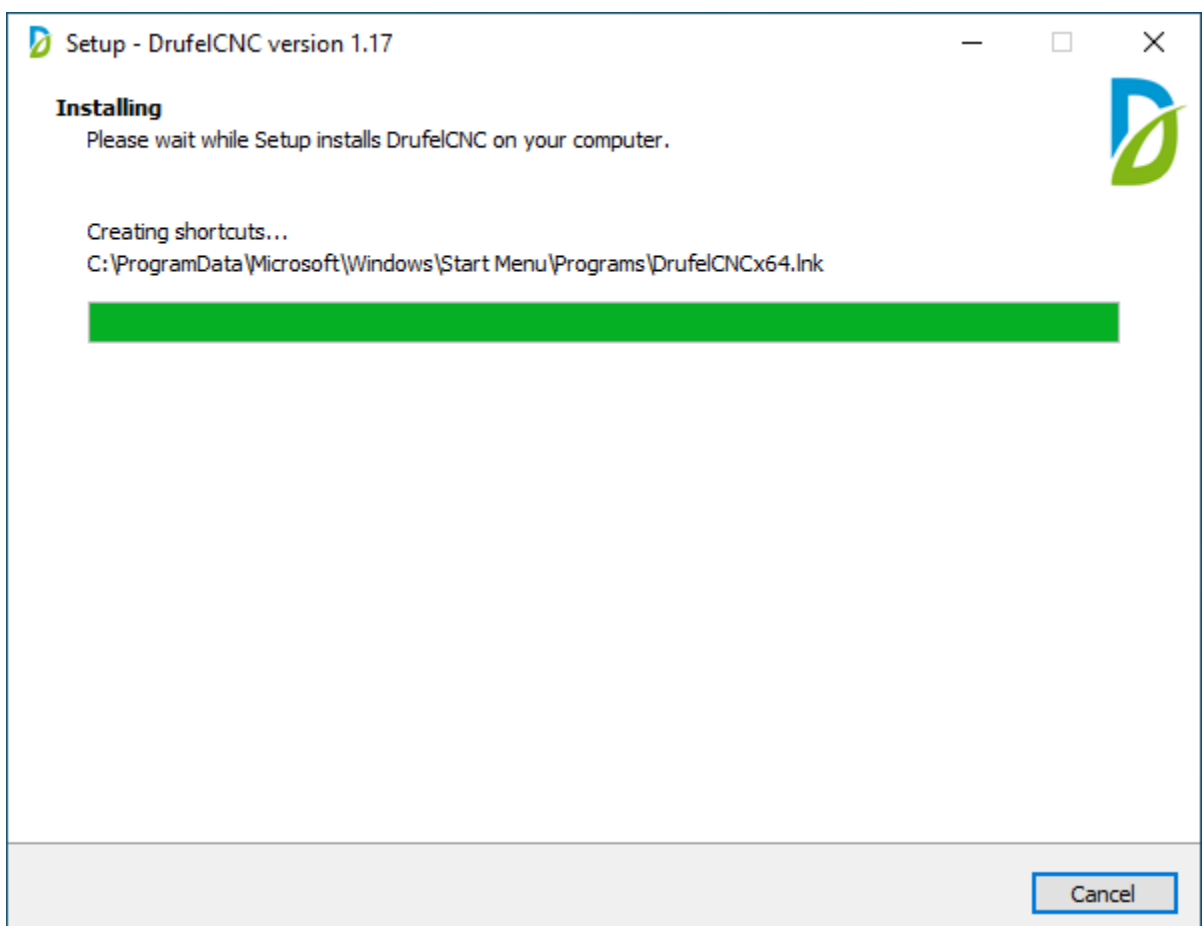 Setup - DrufelCNC version 1.17
Installing
Please wait while Setup installs DrufelCNC on your computer.
Creating shortcuts...
C:\ProgramData\Microsoft\Windows\Start Menu\Programs\DrufelCNCx64.lnk
Cancel